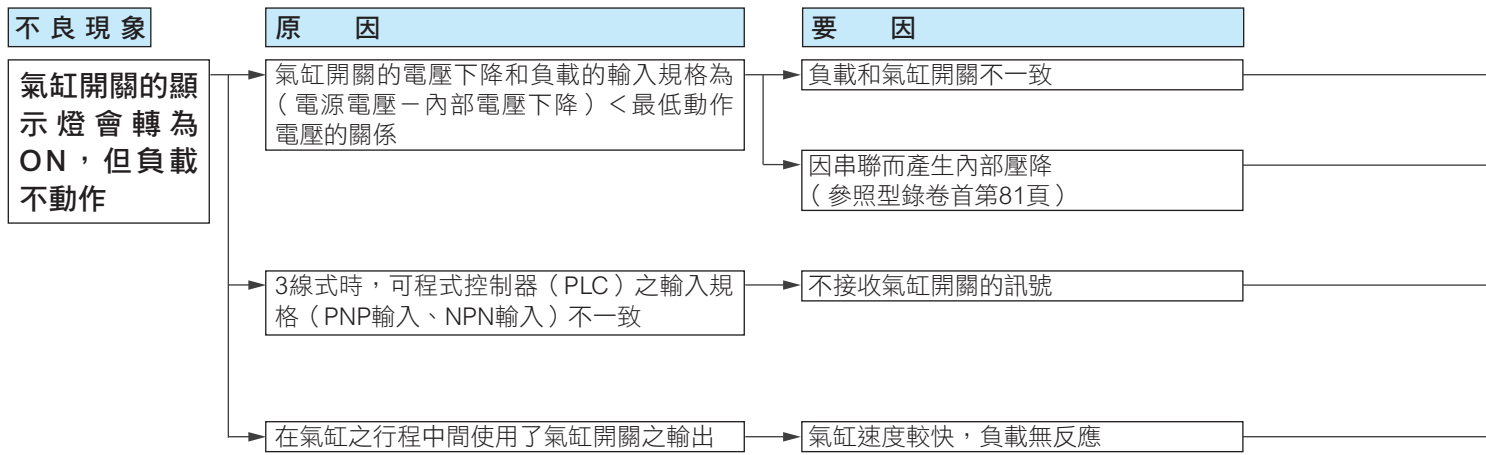 不良現象
原因
要因
氣缸開關的顯
示燈會轉為
ON，但負載
不動作
氣缸開關的電壓下降和負載的輸入規格為
（電源電壓－內部電壓下降）＜最低動作
電壓的關係
負載和氣缸開關不一致
因串聯而產生內部壓降
（參照型錄卷首第81頁）
3線式時，可程式控制器（PLC）之輸入規
格（PNP輸入、NPN輸入）不一致
不接收氣缸開關的訊號
在氣缸之行程中間使用了氣缸開關之輸出
氣缸速度較快，負載無反應